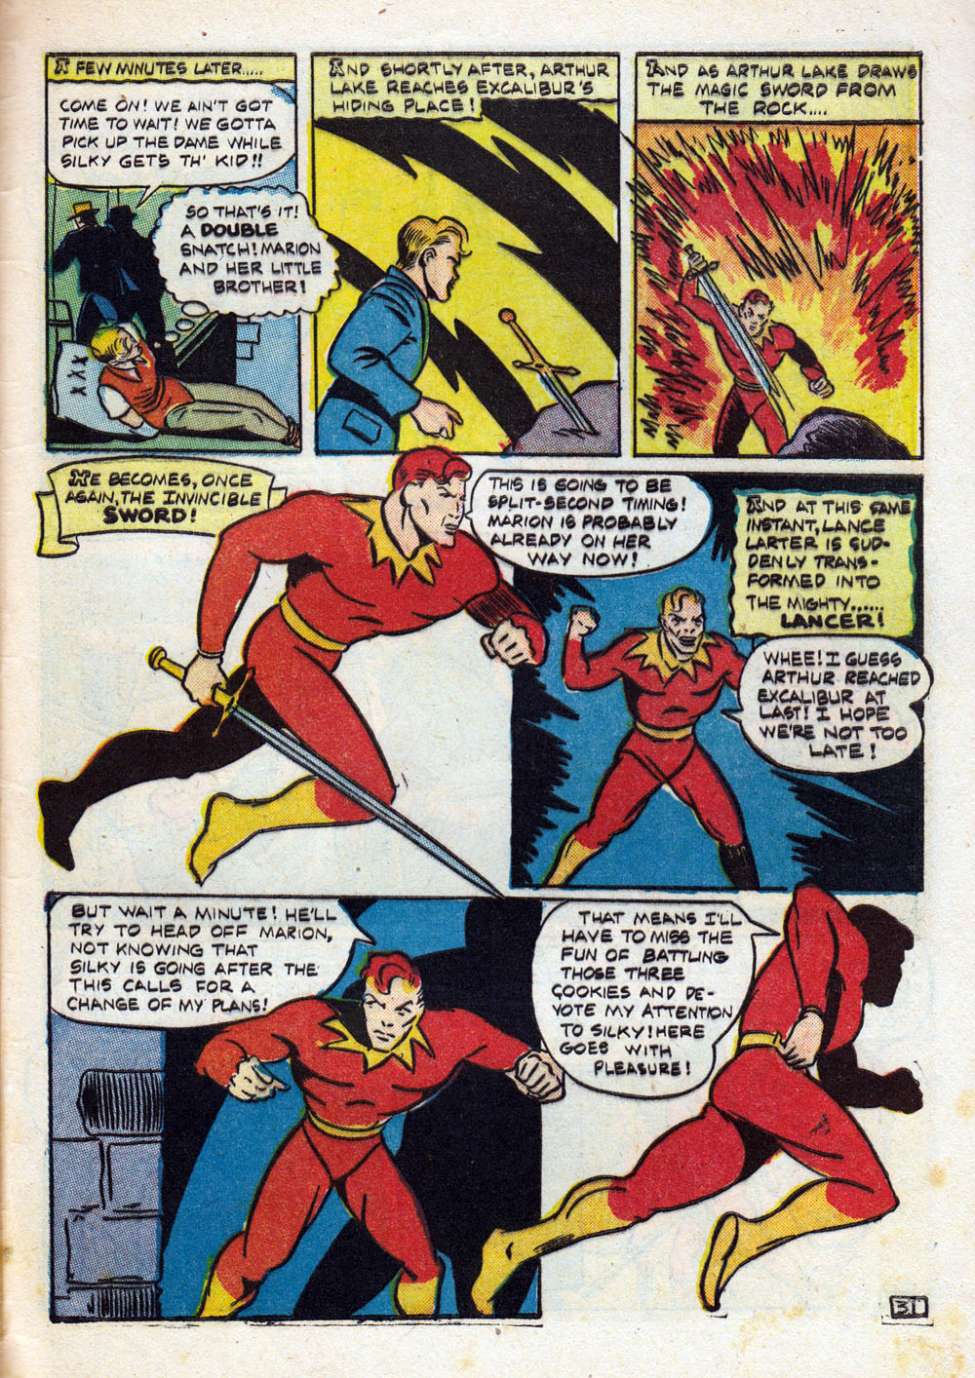 A FEW MINUTES LATER.....
COME ON! WE AIN'T GOT
TIME TO WAIT! WE GOTTA
PICK UP THE DAME WHILE
SILKY GETS TH' KID!!
SO THAT'S IT!
A DOUBLE
SNATCH! MARION
AND HER LITTLE
BROTHER!
XXX
AND SHORTLY AFTER, ARTHUR
LAKE REACHES EXCALIBUR'S
HIDING PLACE!
AND AS ARTHUR LAKE DRAWS
THE MAGIC SWORD FROM
THE ROCK....
HE BECOMES, ONCE
AGAIN, THE INVINCIBLE
SWORD!
THIS IS GOING TO BE
SPLIT-SECOND TIMING!
MARION IS PROBABLY
ALREADY ON HER
WAY NOW!
AND AT THIS SAME
INSTANT, LANCE
LARTER IS SUD-
DENLY TRANS-
FORMED INTO
THE MIGHTY......
LANCER!
WHEE! I GUESS
ARTHUR REACHED
EXCALIBUR AT
LAST! I HOPE
WE'RE NOT TOO
LATE!
BUT WAIT A MINUTE! HE'LL
TRY TO HEAD OFF MARION,
NOT KNOWING THAT
SILKY IS GOING AFTER THE
THIS CALLS FOR A
CHANGE OF MY PLANS!
THAT MEANS I'LL
HAVE TO MISS THE
FUN OF BATTLING
THOSE THREE
COOKIES AND DE-
VOTE MY ATTENTION
TO SILKY! HERE
GOES WITH
PLEASURE!
31